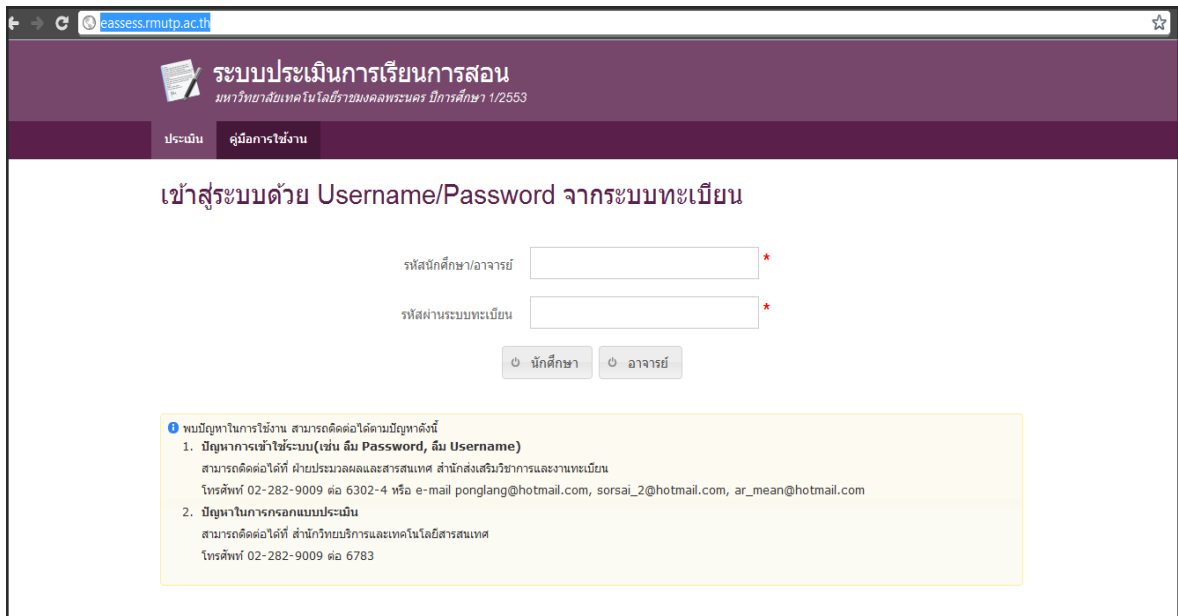 eassess.rmutp.ac.th
ระบบประเมินการเรียนการสอน
มหาวิทยาลัยเทคโนโลยีราชมงคลพระนคร ปีการศึกษา 1/2553
ประเมิน คู่มือการใช้งาน
เข้าสู่ระบบด้วย Username/Password จากระบบทะเบียน
รหัสนักศึกษา/อาจารย์ *
รหัสผ่านระบบทะเบียน *
นักศึกษา อาจารย์
พบปัญหาในการใช้งาน สามารถติดต่อได้ตามปัญหาดังนี้
1. ปัญหาการเข้าใช้ระบบ(เช่น ลืม Password, ลืม Username)
สามารถติดต่อได้ที่ ฝ่ายประมวลผลและสารสนเทศ สำนักส่งเสริมวิชาการและงานทะเบียน
โทรศัพท์ 02-282-9009 ต่อ 6302-4 หรือ e-mail ponglang@hotmail.com, sorsai_2@hotmail.com, ar_mean@hotmail.com
2. ปัญหาในการกรอกแบบประเมิน
สามารถติดต่อได้ที่ สำนักวิทยบริการและเทคโนโลยีสารสนเทศ
โทรศัพท์ 02-282-9009 ต่อ 6783